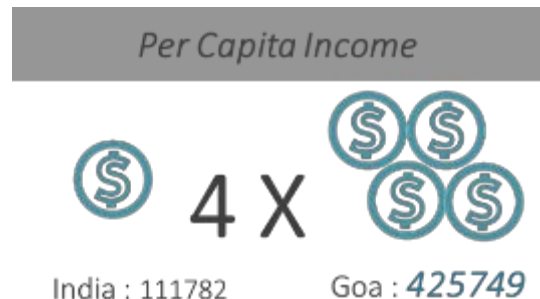 Per Capita Income
$ $ $
4 X
$ $
India : 111782 Goa : 425749